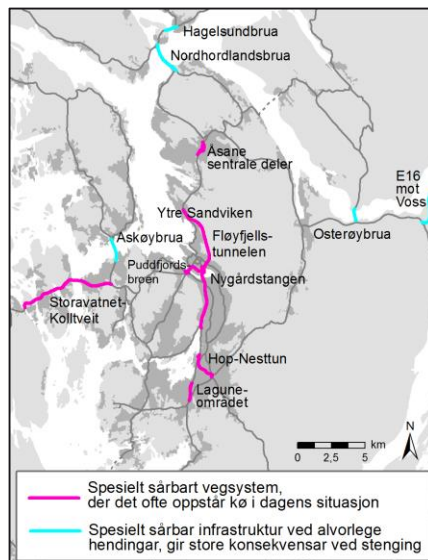 Hagelsundbrua
Nordhordlandsbrua
Åsane
sentrale deler
E16
mot
Voss
Ytre Sandviken
Askøybrua
Fløyfjells-
tunnelen
Osterøybrua
Puddfjords-
brøen
Nygårdstangen
Storavatnet-
Kolltveit
Hop-Nesttun
Lagune-
området
0 2,5 5 km
N
Spesielt sårbart vegsystem,
der det ofte oppstår kø i dagens situasjon
Spesielt sårbar infrastruktur ved alvorlege
hendingar, gir store konsekvensar ved stenging